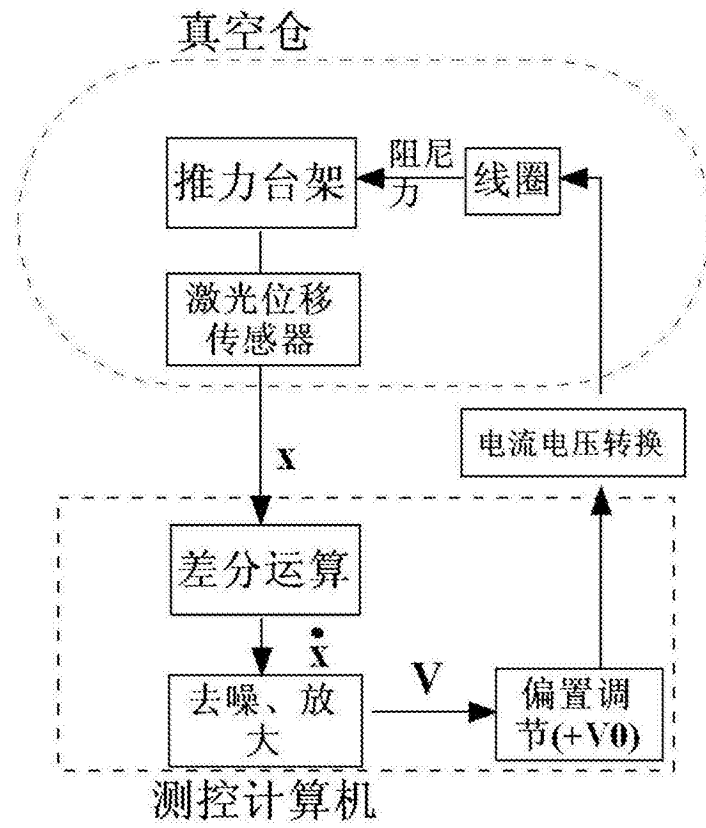 真空仓
推力台架
阻尼
力
线圈
激光位移
传感器
电流电压转换
x
差分运算
ẋ
去噪、放
大
V
偏置调
节(+V0)
测控计算机